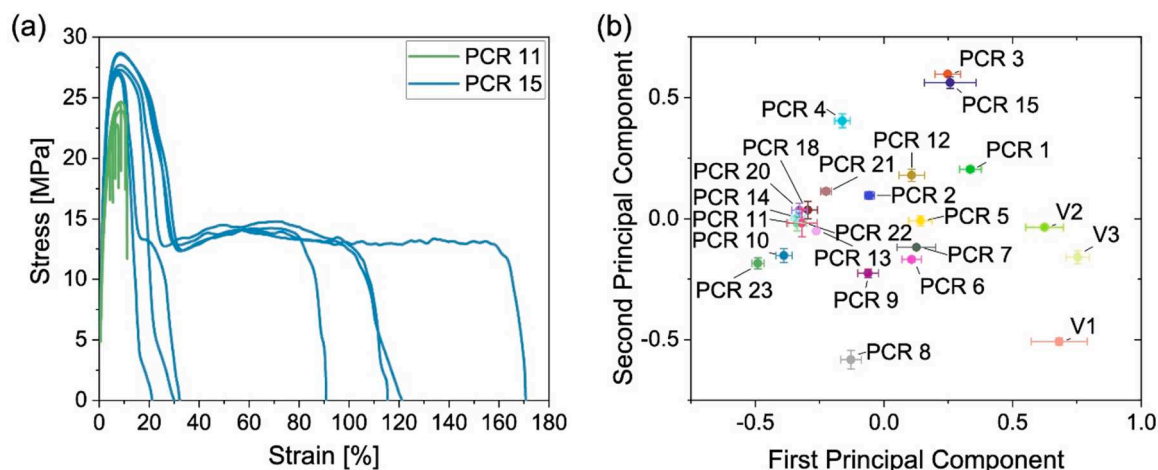 (a)
30
25
20
15
10
5
0
Stress [MPa]
0 20 40 60 80 100 120 140 160 180
Strain [%]
PCR 11
PCR 15
(b)
0.5
0.0
-0.5
Second Principal Component
-0.5 0.0 0.5 1.0
First Principal Component
PCR 3
PCR 15
PCR 4
PCR 12
PCR 1
PCR 18
PCR 21
PCR 20
PCR 2
PCR 14
PCR 5
V2
PCR 11
PCR 22
V3
PCR 10
PCR 13
PCR 7
PCR 23
PCR 6
PCR 9
V1
PCR 8